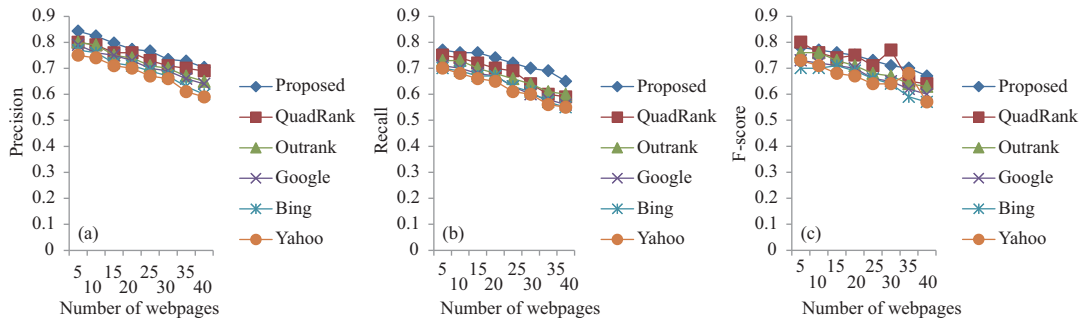 0.9
0.8
0.7
0.6
0.5
0.4
0.3
0.2
0.1
0
Precision
(a)
5 15 25 35
10 20 30 40
Number of webpages
Proposed
QuadRank
Outrank
Google
Bing
Yahoo
0.9
0.8
0.7
0.6
0.5
0.4
0.3
0.2
0.1
0
Recall
(b)
5 15 25 35
10 20 30 40
Number of webpages
Proposed
QuadRank
Outrank
Google
Bing
Yahoo
0.9
0.8
0.7
0.6
0.5
0.4
0.3
0.2
0.1
0
F-score
(c)
5 15 25 35
10 20 30 40
Number of webpages
Proposed
QuadRank
Outrank
Google
Bing
Yahoo